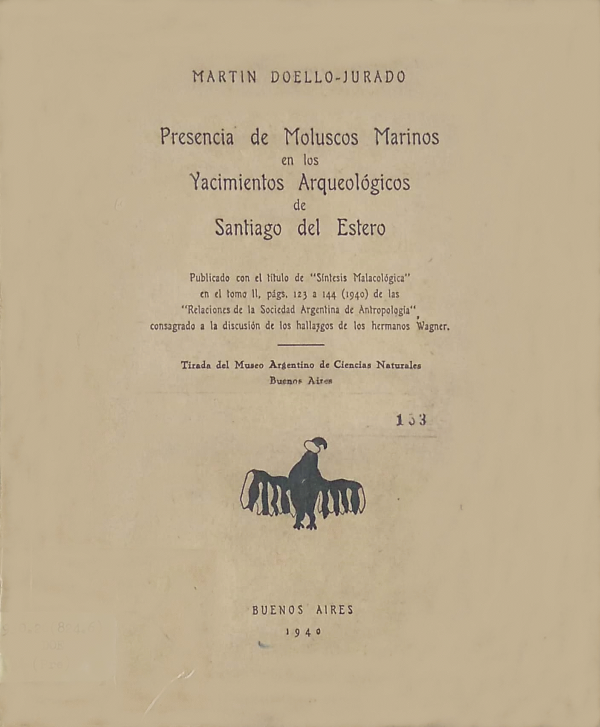 MARTIN DOELLO-JURADO
Presencia de Moluscos Marinos
en los
Yacimientos Arqueológicos
de
Santiago del Estero
Publicado con el título de "Síntesis Malacológica"
en el tomo II, págs. 123 a 144 (1940) de las
"Relaciones de la Sociedad Argentina de Antropología",
consagrado a la discusión de los hallaygos de los hermanos Wagner.
Tirada del Museo Argentino de Ciencias Naturales
Buenos Aires
BUENOS AIRES
1940